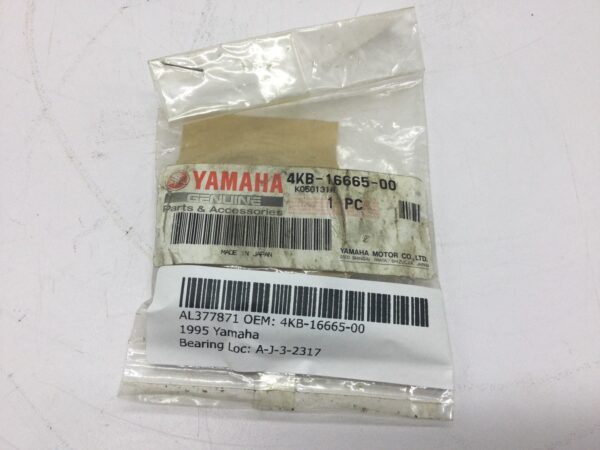 YAMAHA 4KB-16665-00
GENUINE
Parts & Accessories
1 PC
MADE IN JAPAN
YAMAHA MOTOR CO.,LTD.
AL377871 OEM: 4KB-16665-00
1995 Yamaha
Bearing Loc: A-J-3-2317